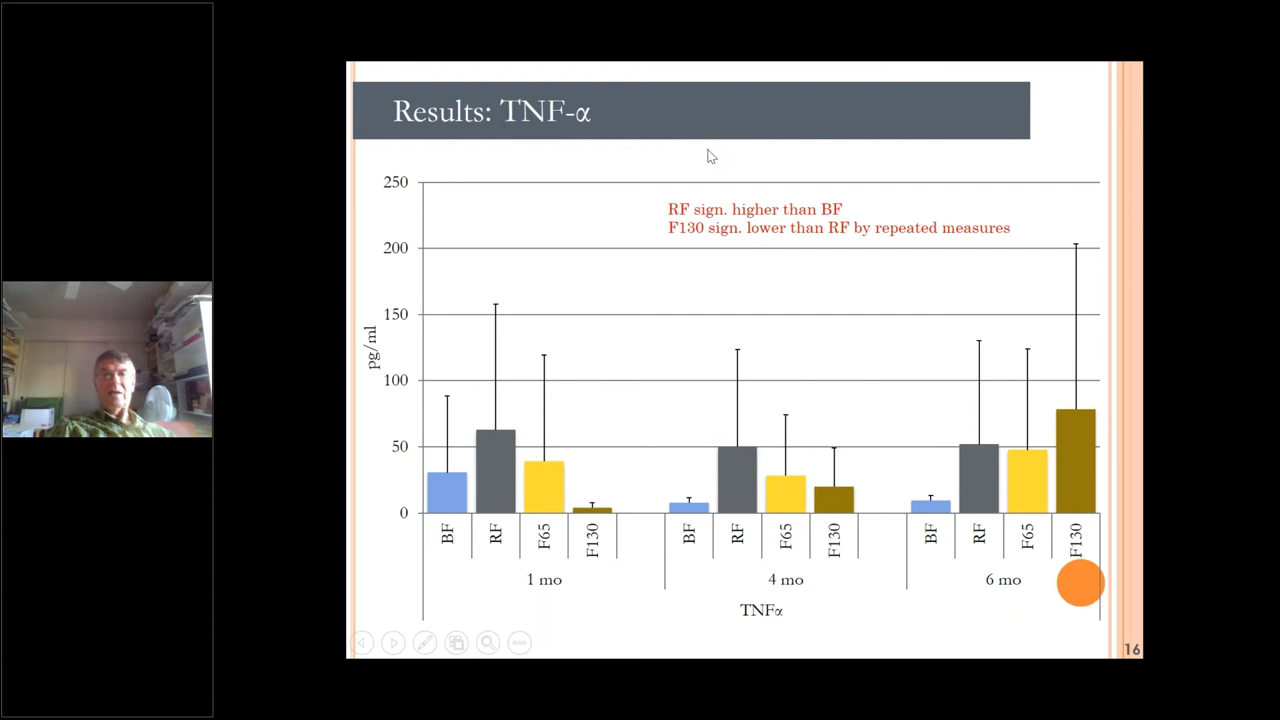 Results: TNF-α
250
RF sign. higher than BF
F130 sign. lower than RF by repeated measures
200
150
pg/ml
100
50
0
BF RF F65 F130 BF RF F65 F130 BF RF F65 F130
1 mo 4 mo 6 mo
TNFα
16